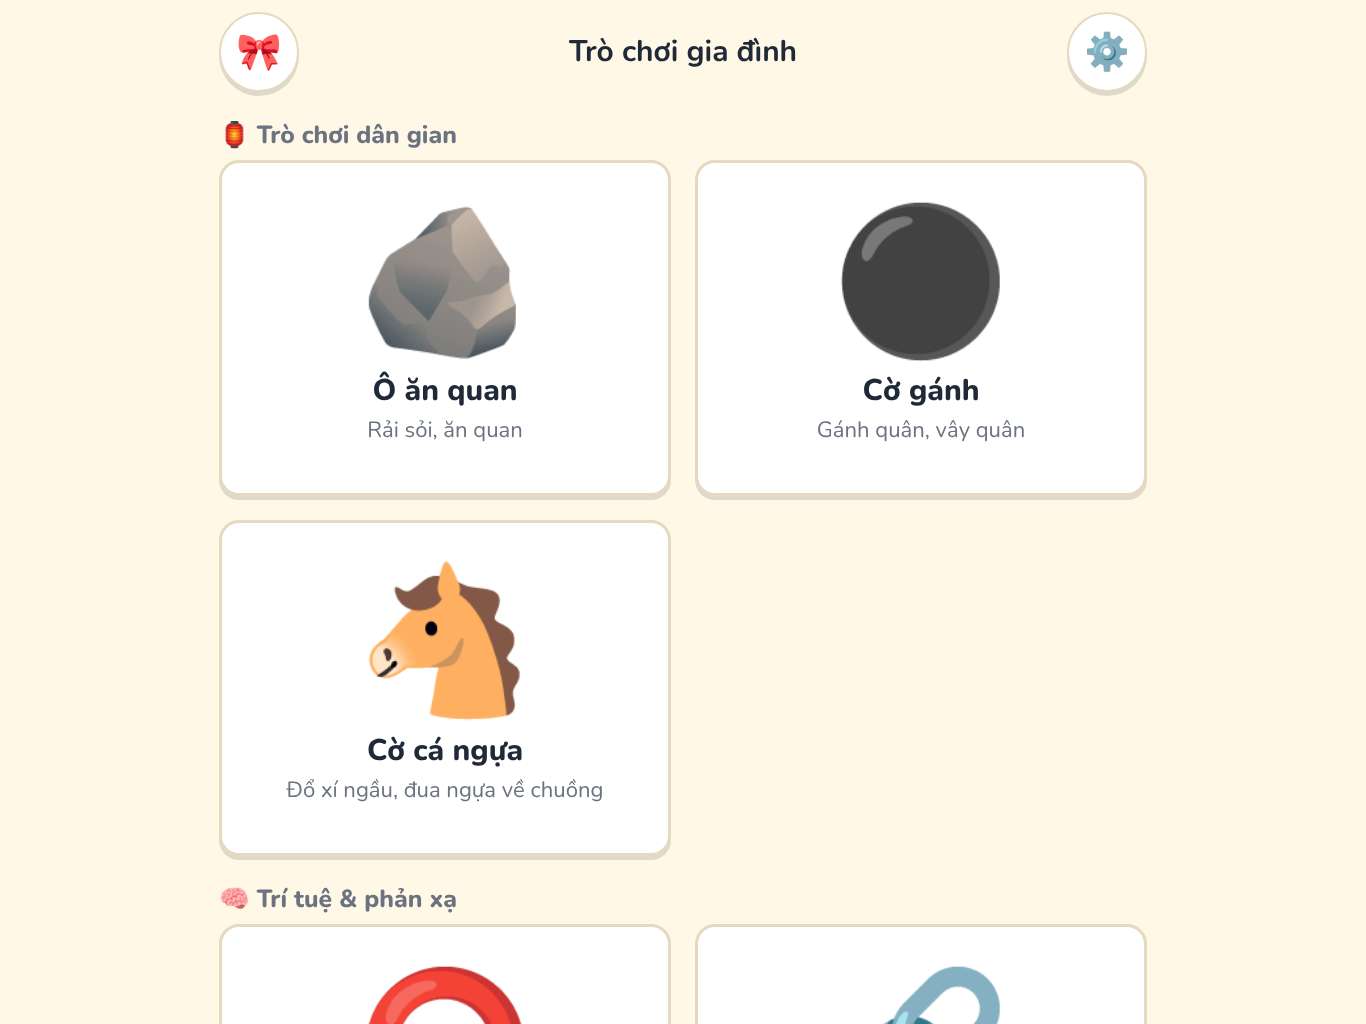 Trò chơi gia đình
Trò chơi dân gian
Ô ăn quan
Rải sỏi, ăn quan
Cờ gánh
Gánh quân, vây quân
Cờ cá ngựa
Đổ xí ngầu, đua ngựa về chuồng
Trí tuệ & phản xạ